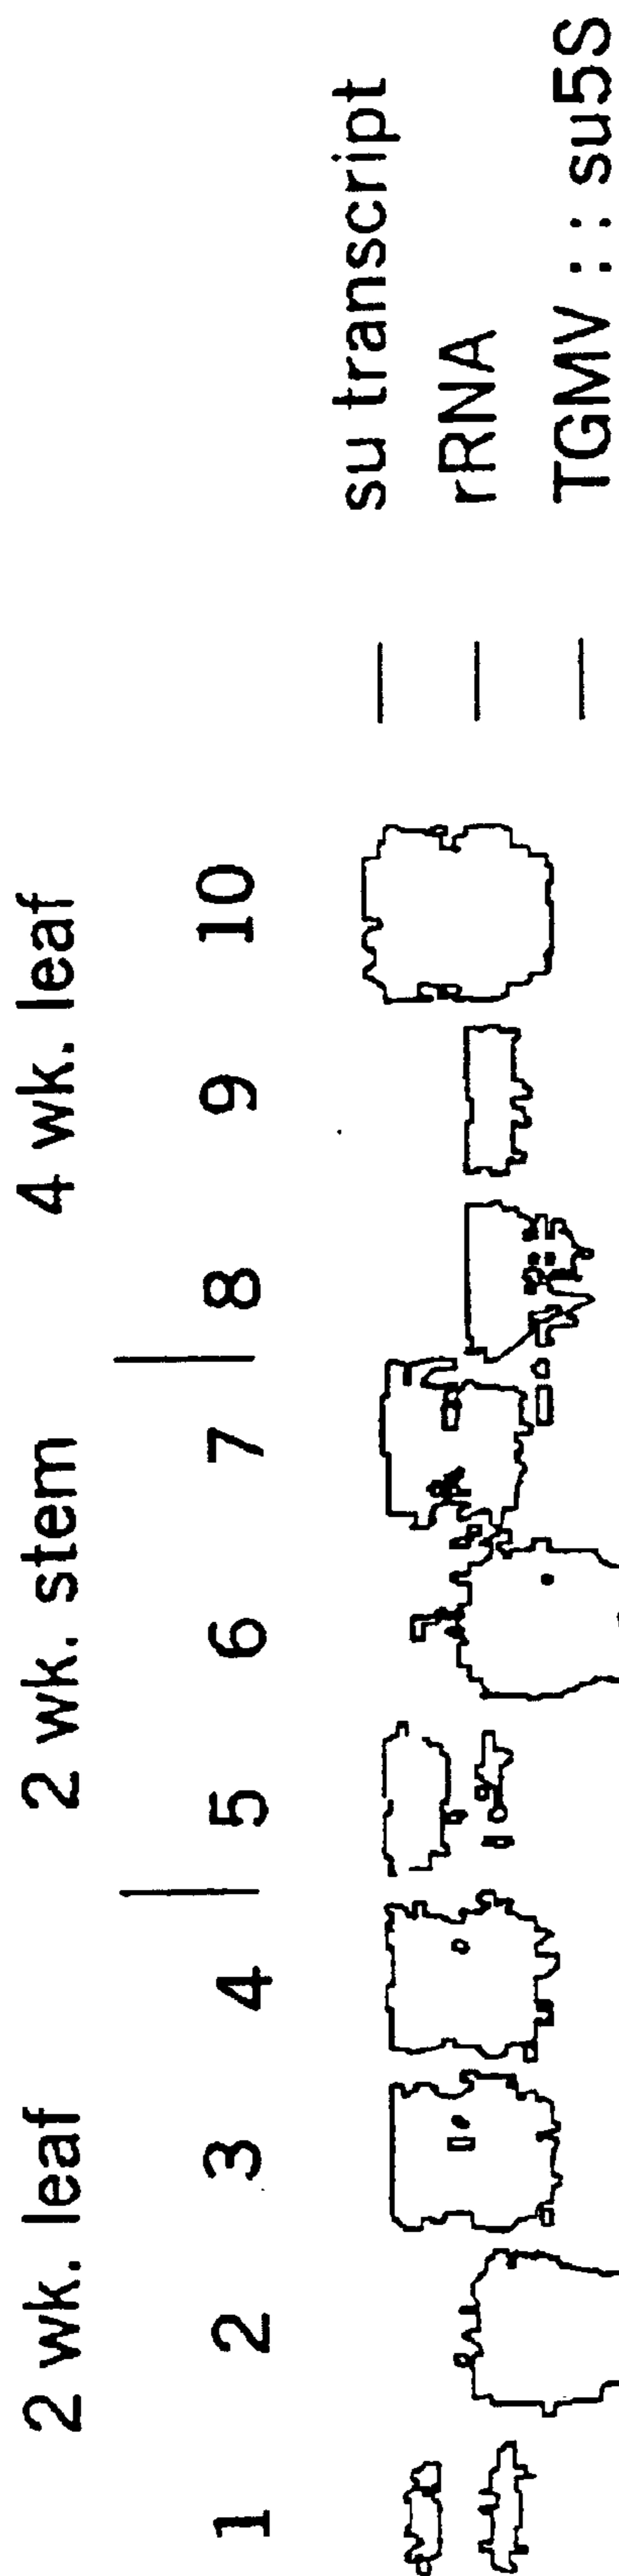 2 wk. leaf 2 wk. stem 4 wk. leaf
1 2 3 4 5 6 7 8 9 10
su transcript
rRNA
TGMV : : su5S